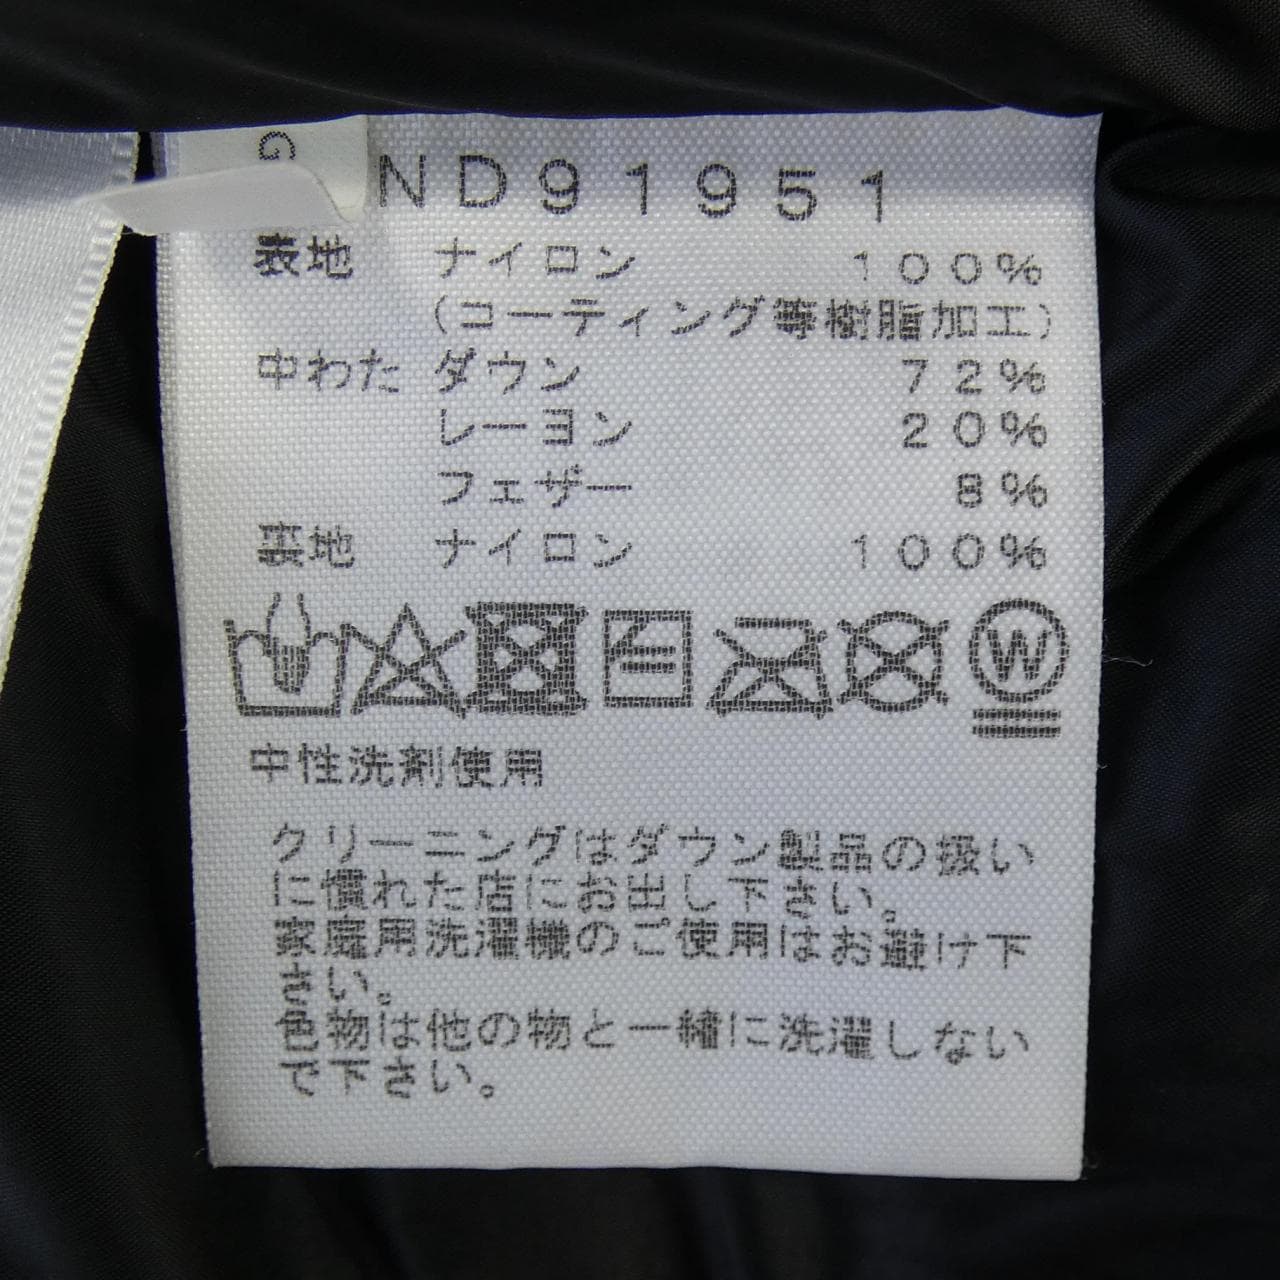 G
ND91951
表地 ナイロン 100%
(コーティング等樹脂加工)
中わた ダウン 72%
レーヨン 20%
フェザー 8%
裏地 ナイロン 100%
W
中性洗剤使用
クリーニングはダウン製品の扱い
に慣れた店にお出し下さい。
家庭用洗濯機のご使用はお避け下
さい。
色物は他の物と一緒に洗濯しない
で下さい。